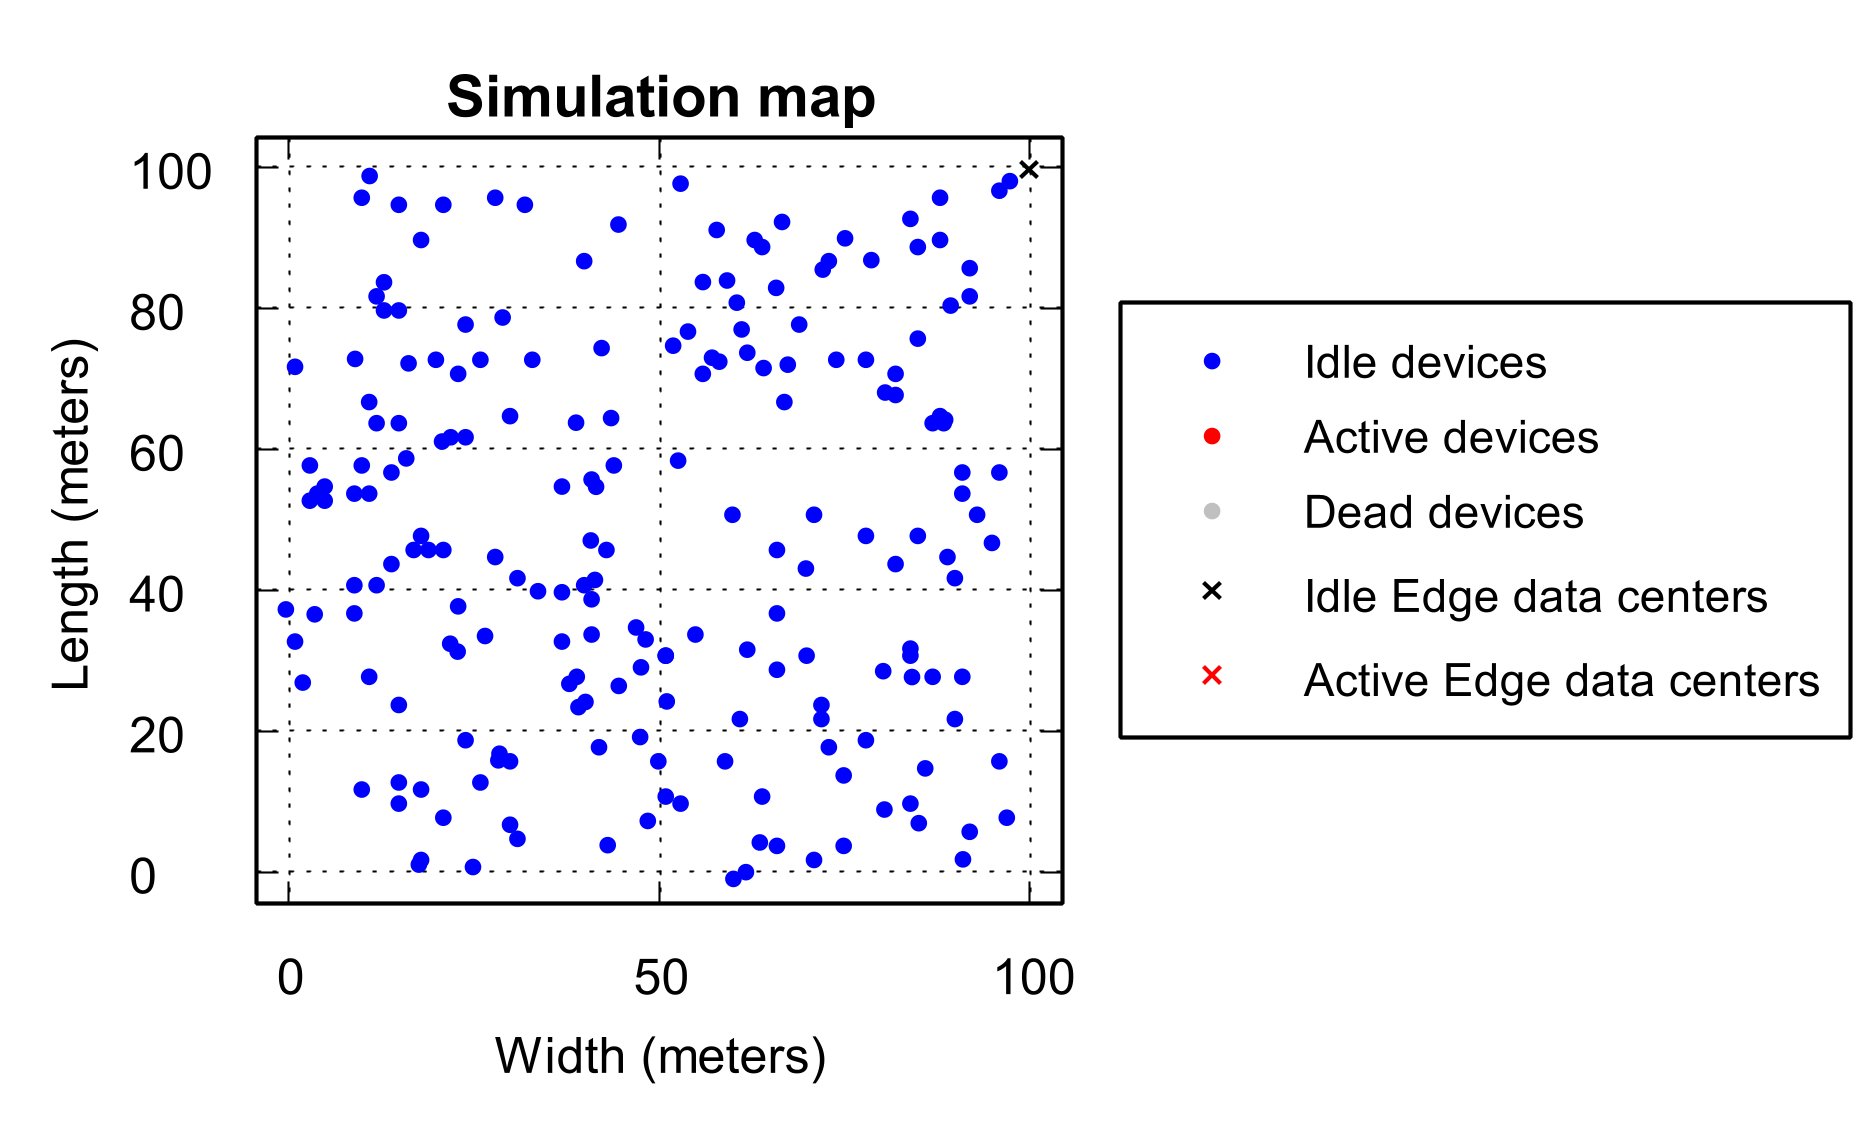 Simulation map
100
80
60
40
20
0
Length (meters)
0 50 100
Width (meters)
Idle devices
Active devices
Dead devices
Idle Edge data centers
Active Edge data centers